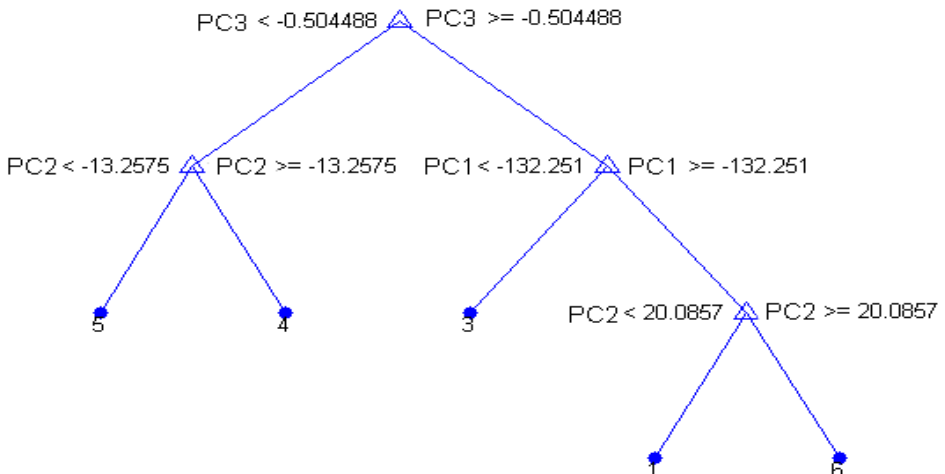 PC3 < -0.504488 PC3 >= -0.504488
PC2 < -13.2575 PC2 >= -13.2575 PC1 < -132.251 PC1 >= -132.251
5 4 3 PC2 < 20.0857 PC2 >= 20.0857
1 6